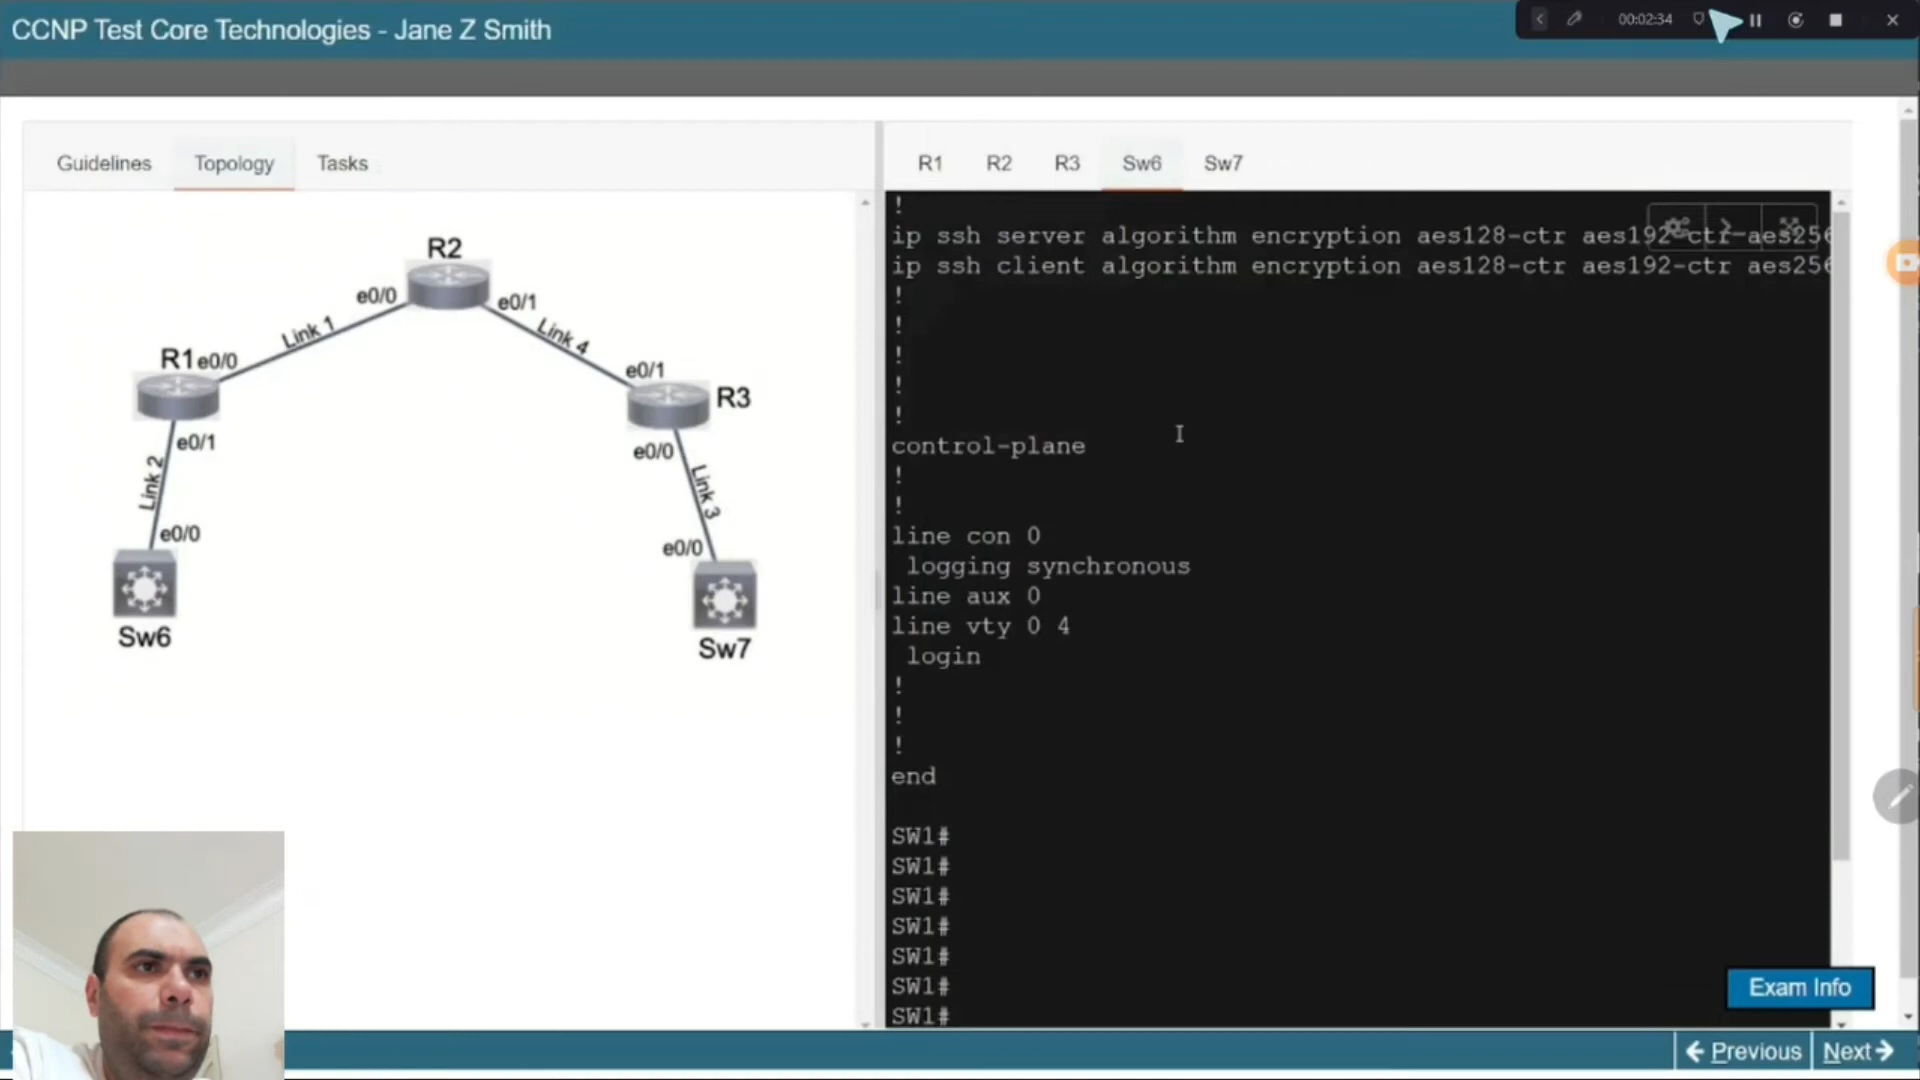 CCNP Test Core Technologies - Jane Z Smith
00:02:34
Guidelines
Topology
Tasks
R1
R2
R3
Sw6
Sw7
R2
e0/0
e0/1
Link 1
Link 4
R1 e0/0
e0/1
R3
e0/1
e0/0
Link 2
Link 3
e0/0
e0/0
Sw6
Sw7
!
ip ssh server algorithm encryption aes128-ctr aes192-ctr aes256
ip ssh client algorithm encryption aes128-ctr aes192-ctr aes256
!
!
!
!
!
control-plane
!
!
line con 0
logging synchronous
line aux 0
line vty 0 4
login
!
!
!
end
SW1#
SW1#
SW1#
SW1#
SW1#
SW1#
SW1#
Exam Info
Previous
Next